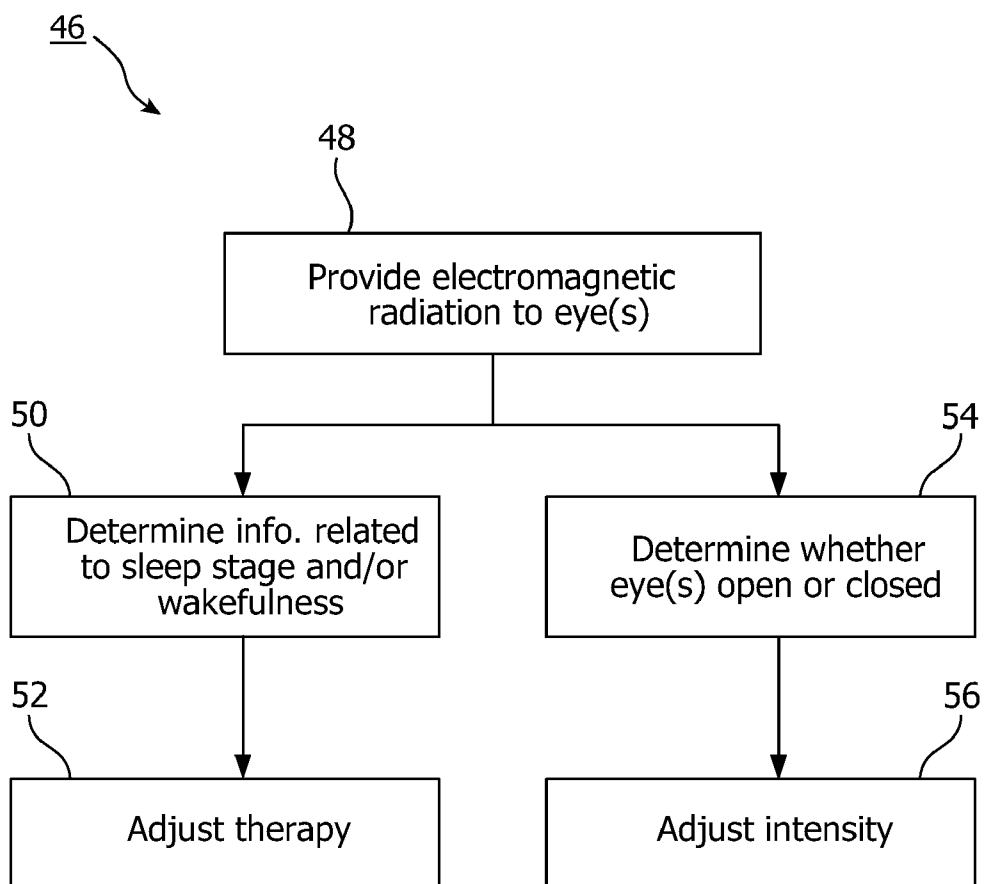 46
48
Provide electromagnetic
radiation to eye(s)
50
Determine info. related
to sleep stage and/or
wakefulness
54
Determine whether
eye(s) open or closed
52
Adjust therapy
56
Adjust intensity